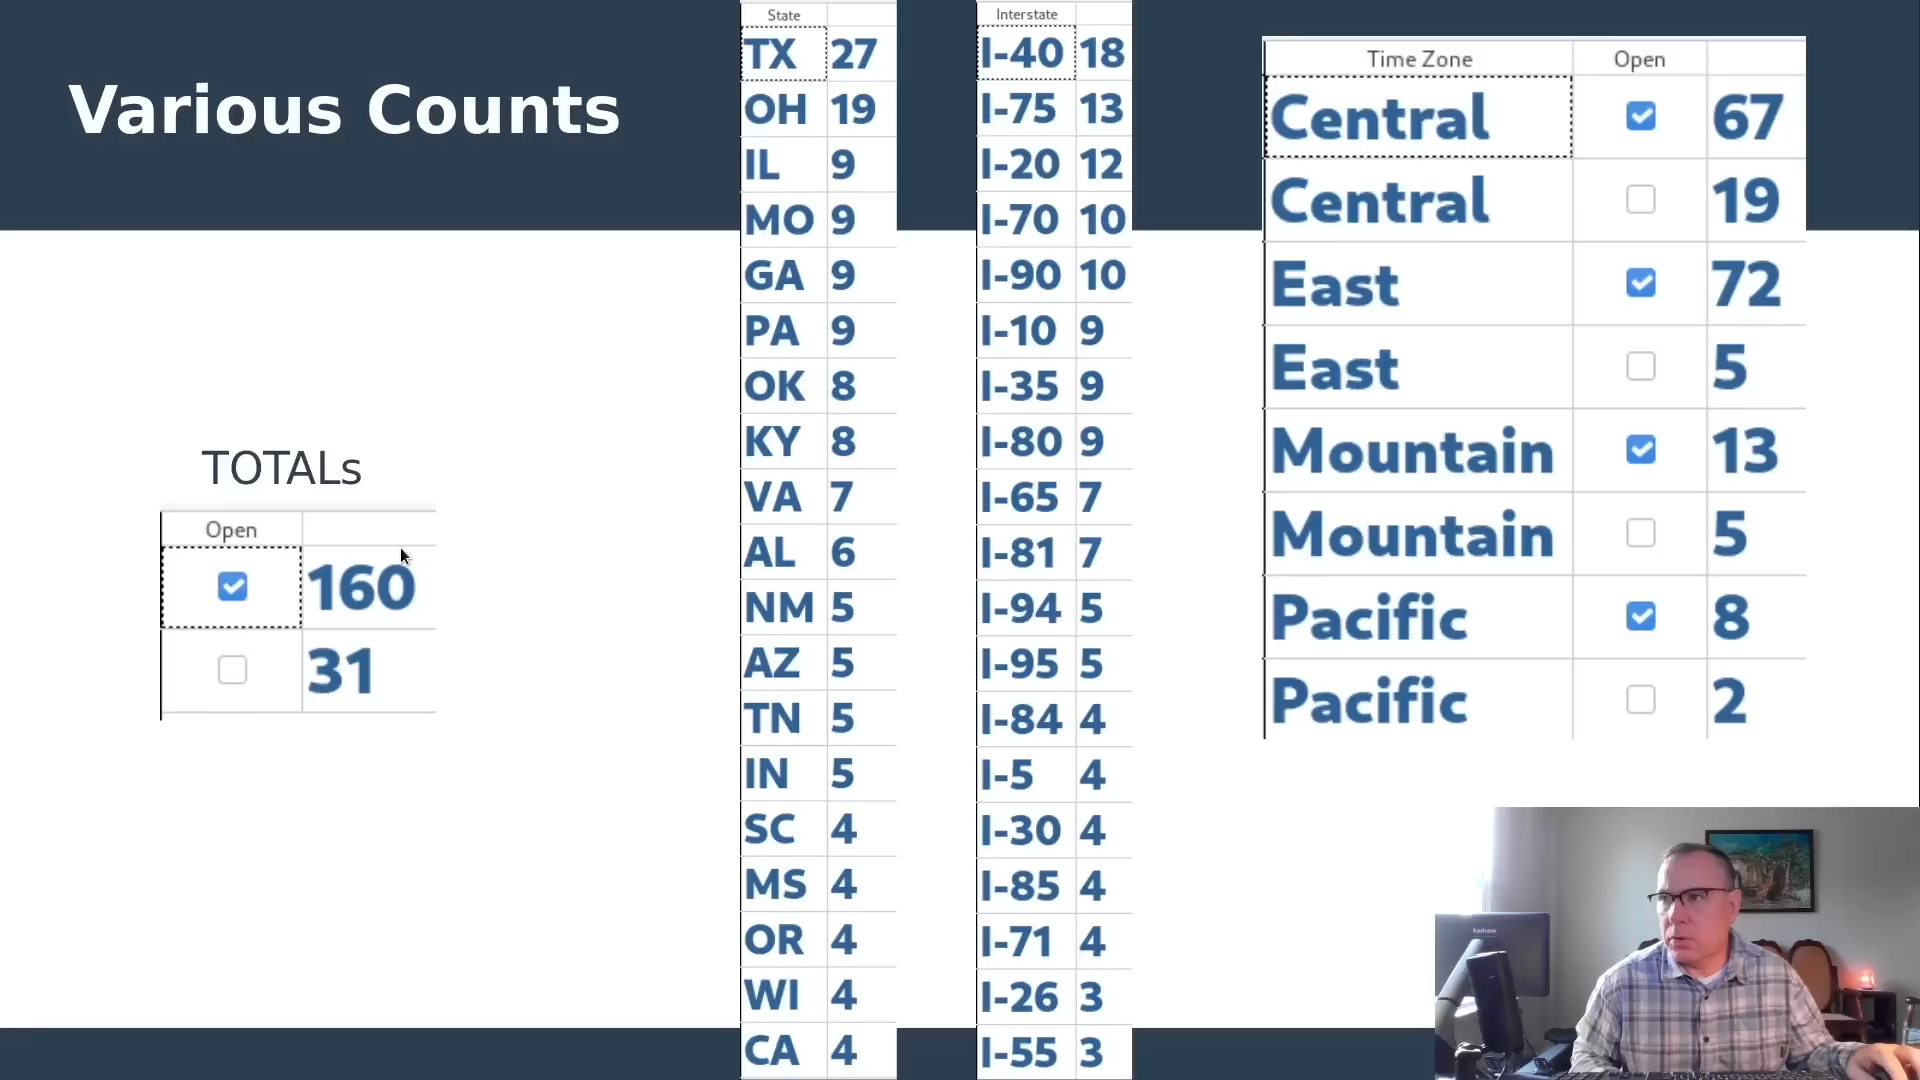 Various Counts
TOTALs
Open
160
31
State
TX 27
OH 19
IL 9
MO 9
GA 9
PA 9
OK 8
KY 8
VA 7
AL 6
NM 5
AZ 5
TN 5
IN 5
SC 4
MS 4
OR 4
WI 4
CA 4
Interstate
I-40 18
I-75 13
I-20 12
I-70 10
I-90 10
I-10 9
I-35 9
I-80 9
I-65 7
I-81 7
I-94 5
I-95 5
I-84 4
I-5 4
I-30 4
I-85 4
I-71 4
I-26 3
I-55 3
Time Zone Open
Central 67
Central 19
East 72
East 5
Mountain 13
Mountain 5
Pacific 8
Pacific 2